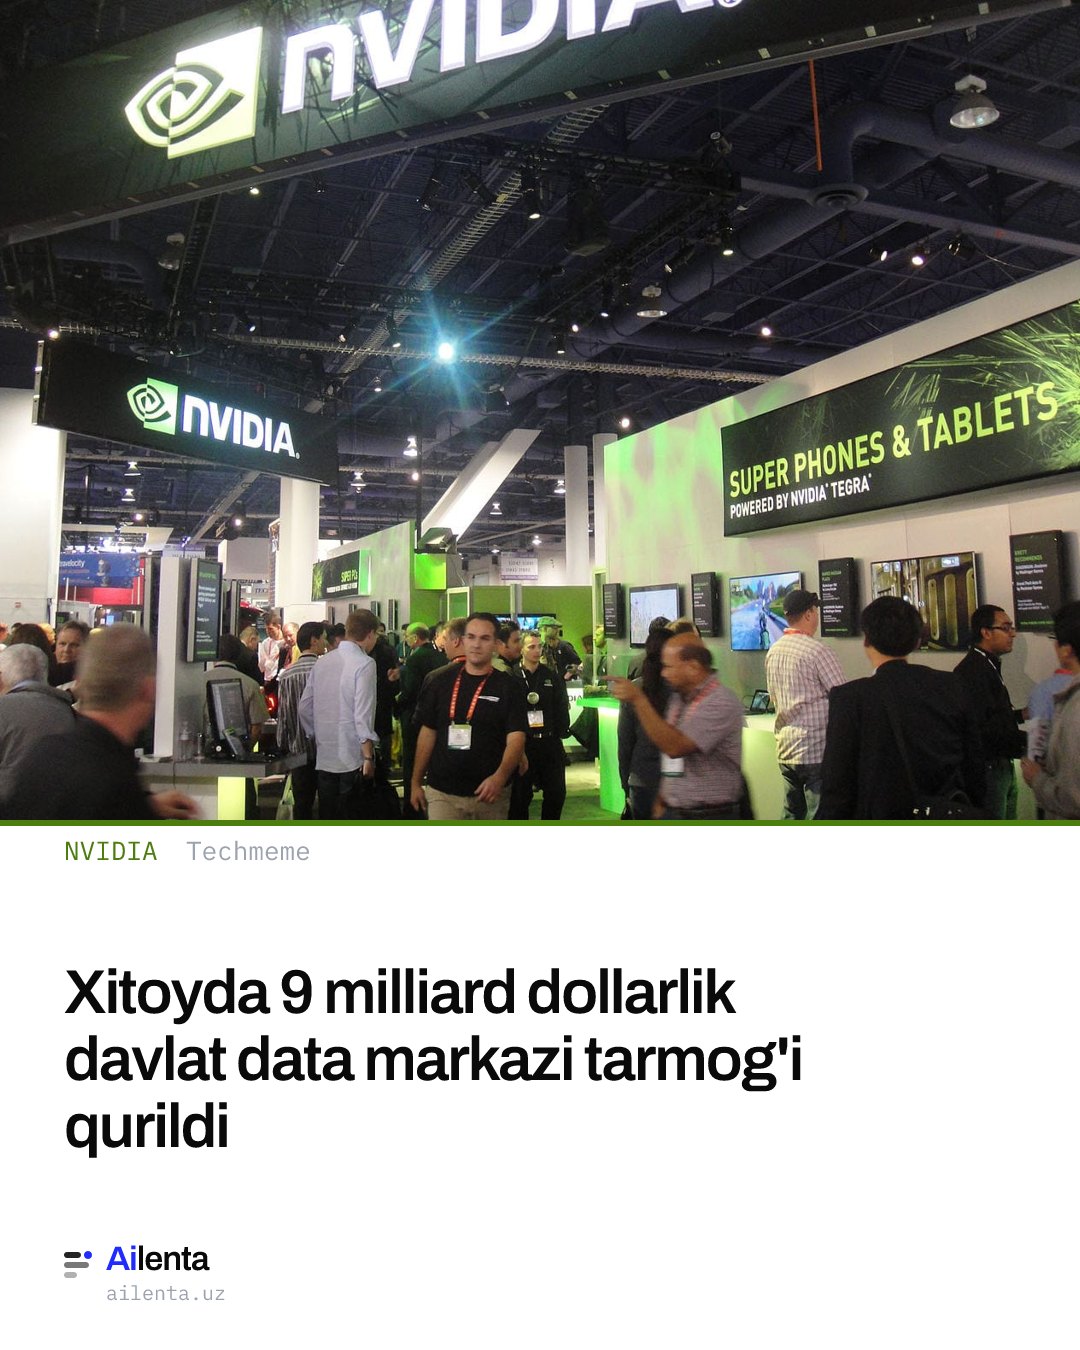 NVIDIA
NVIDIA
SUPER PHONES & TABLETS
POWERED BY NVIDIA TEGRA
NVIDIA Techmeme
Xitoyda 9 milliard dollarlik
davlat data markazi tarmog'i
qurildi
Ailenta
ailenta.uz